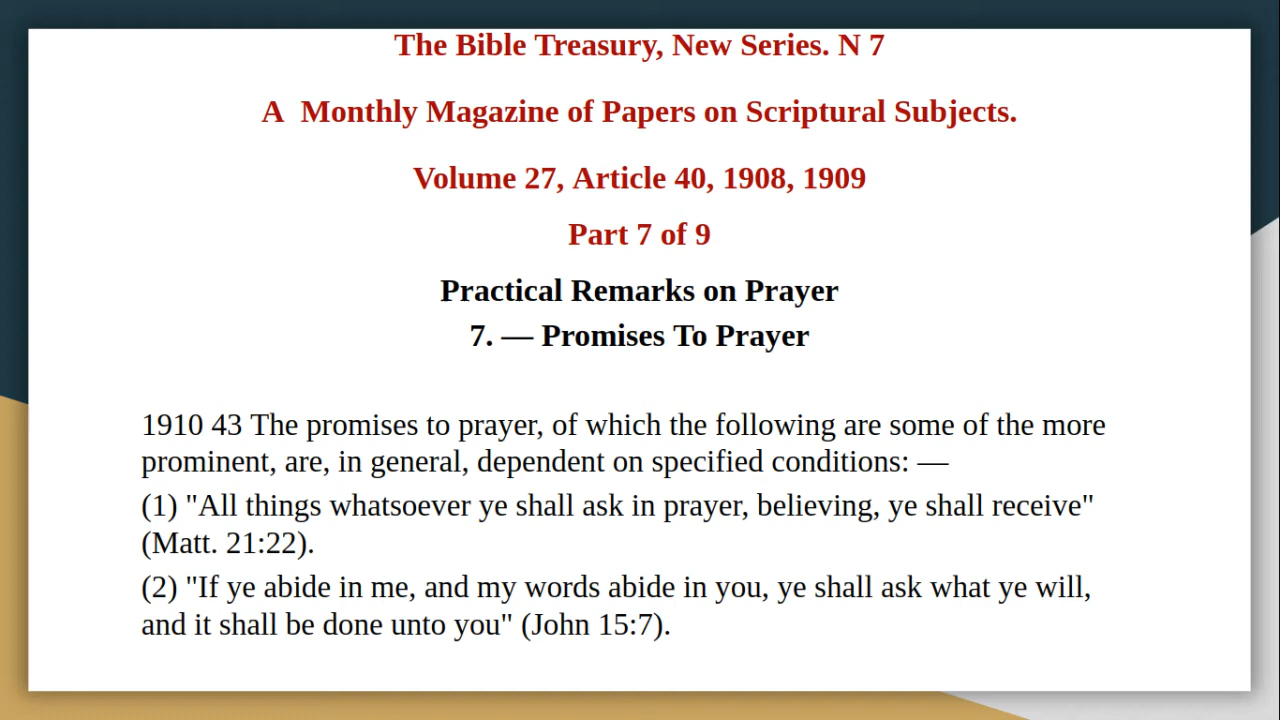 The Bible Treasury, New Series. N 7
A  Monthly Magazine of Papers on Scriptural Subjects.
Volume 27, Article 40, 1908, 1909
Part 7 of 9
Practical Remarks on Prayer
7. — Promises To Prayer
1910 43 The promises to prayer, of which the following are some of the more
prominent, are, in general, dependent on specified conditions: —
(1) "All things whatsoever ye shall ask in prayer, believing, ye shall receive"
(Matt. 21:22).
(2) "If ye abide in me, and my words abide in you, ye shall ask what ye will,
and it shall be done unto you" (John 15:7).